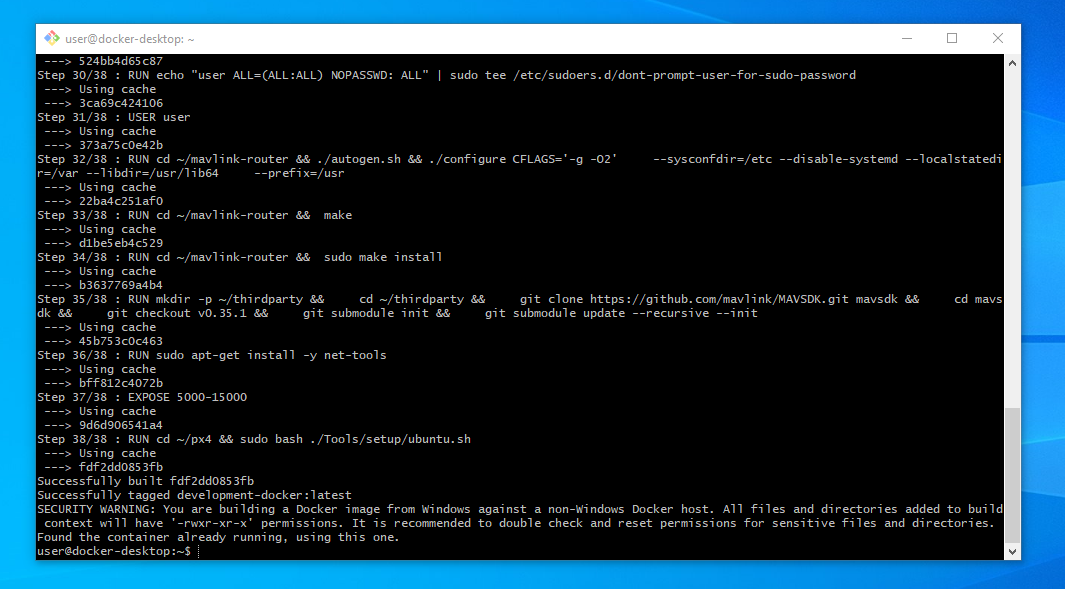 user@docker-desktop: ~
---> 524bb4d65c87
Step 30/38 : RUN echo "user ALL=(ALL:ALL) NOPASSWD: ALL" | sudo tee /etc/sudoers.d/dont-prompt-user-for-sudo-password
---> Using cache
---> 3ca69c424106
Step 31/38 : USER user
---> Using cache
---> 373a75c0e42b
Step 32/38 : RUN cd ~/mavlink-router && ./autogen.sh && ./configure CFLAGS='-g -O2'     --sysconfdir=/etc --disable-systemd --localstatedi
r=/var --libdir=/usr/lib64     --prefix=/usr
---> Using cache
---> 22ba4c251af0
Step 33/38 : RUN cd ~/mavlink-router &&  make
---> Using cache
---> d1be5eb4c529
Step 34/38 : RUN cd ~/mavlink-router &&  sudo make install
---> Using cache
---> b3637769a4b4
Step 35/38 : RUN mkdir -p ~/thirdparty &&     cd ~/thirdparty &&     git clone https://github.com/mavlink/MAVSDK.git mavsdk &&     cd mavs
dk &&     git checkout v0.35.1 &&     git submodule init &&     git submodule update --recursive --init
---> Using cache
---> 45b753c0c463
Step 36/38 : RUN sudo apt-get install -y net-tools
---> Using cache
---> bff812c4072b
Step 37/38 : EXPOSE 5000-15000
---> Using cache
---> 9d6d906541a4
Step 38/38 : RUN cd ~/px4 && sudo bash ./Tools/setup/ubuntu.sh
---> Using cache
---> fdf2dd0853fb
Successfully built fdf2dd0853fb
Successfully tagged development-docker:latest
SECURITY WARNING: You are building a Docker image from Windows against a non-Windows Docker host. All files and directories added to build
context will have '-rwxr-xr-x' permissions. It is recommended to double check and reset permissions for sensitive files and directories.
Found the container already running, using this one.
user@docker-desktop:~$